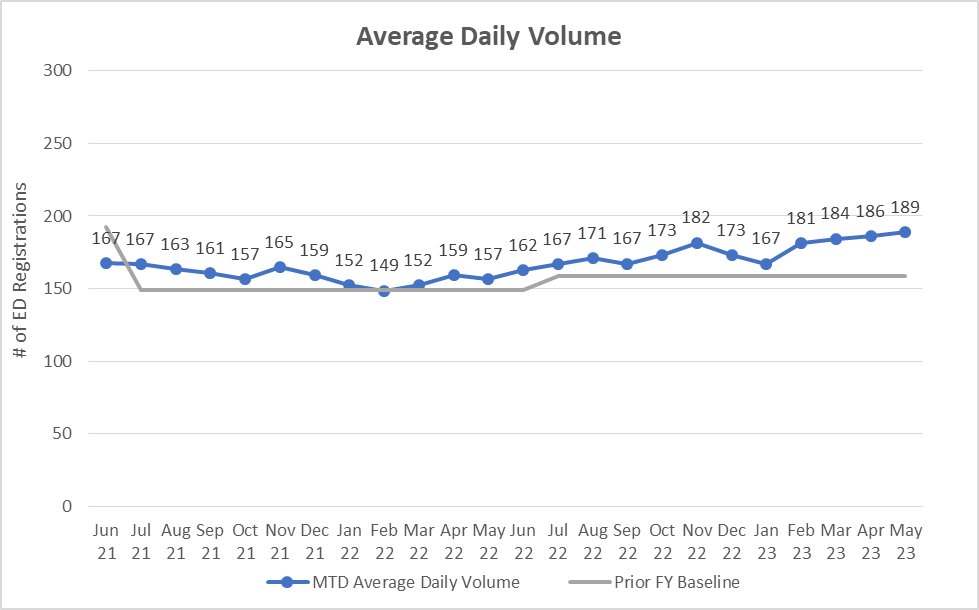 Average Daily Volume
300
250
200
150
100
50
0
# of ED Registrations
167 167 163 161 157 165 159 152 149 152 159 157 162 167 171 167 173 182 173 167 181 184 186 189
Jun Jul Aug Sep Oct Nov Dec Jan Feb Mar Apr May Jun Jul Aug Sep Oct Nov Dec Jan Feb Mar Apr May
21 21 21 21 21 21 21 22 22 22 22 22 22 22 22 22 22 22 22 23 23 23 23 23
MTD Average Daily Volume
Prior FY Baseline